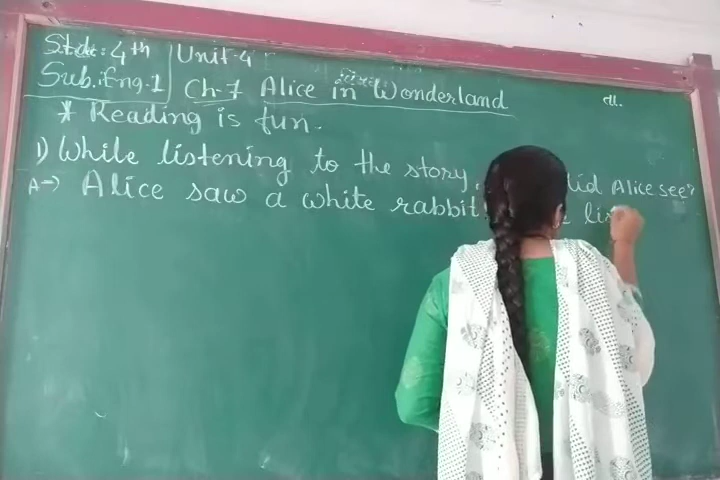 Std: 4th Unit-4
Sub:Eng.1 Ch-7 Alice in Wonderland
* Reading is fun.
1) While listening to the story, did Alice see?
A→) Alice saw a white rabbit